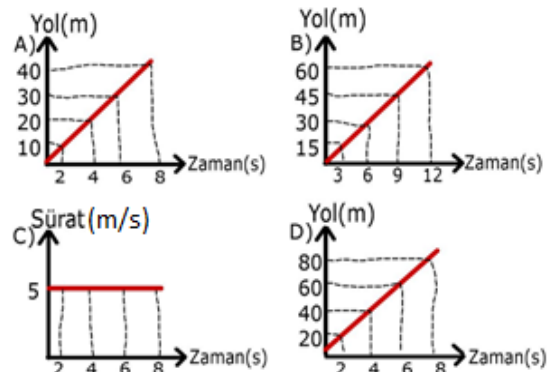 Yol(m)
A)
40
30
20
10
2 4 6 8
Zaman(s)
Yol(m)
B)
60
45
30
15
3 6 9 12
Zaman(s)
Sürat(m/s)
C)
5
2 4 6 8
Zaman(s)
Yol(m)
D)
80
60
40
20
2 4 6 8
Zaman(s)